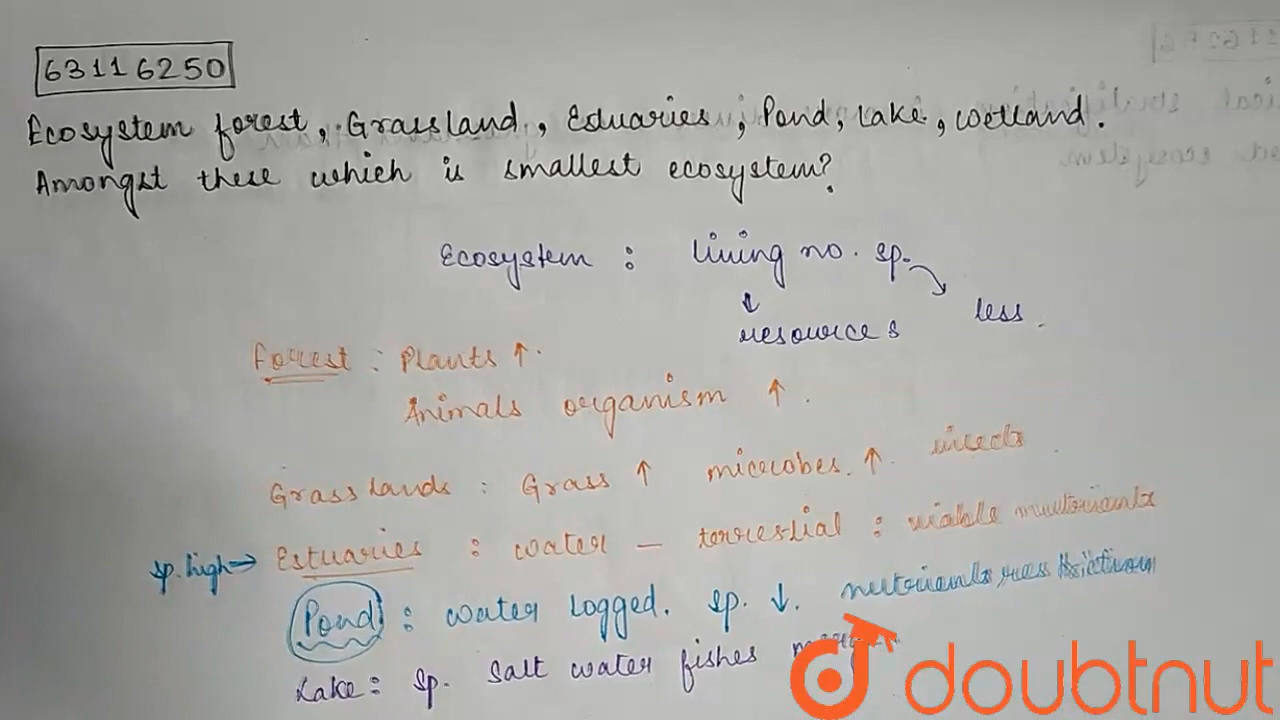 63116250
Ecosystem forest, Grassland, Estuaries, Pond, Lake, wetland.
Amongst these which is smallest ecosystem?
Ecosystem : living no. sp.
↓ resources less.
Forest : Plants ↑.
Animals organism ↑.
Grasslands : Grass ↑ microbes. ↑. insects
sp. high → Estuaries : water – terrestial : viable nutrients
Pond : water logged. sp. ↓. nutrients, restriction
Lake : sp. salt water fishes
doubtnut